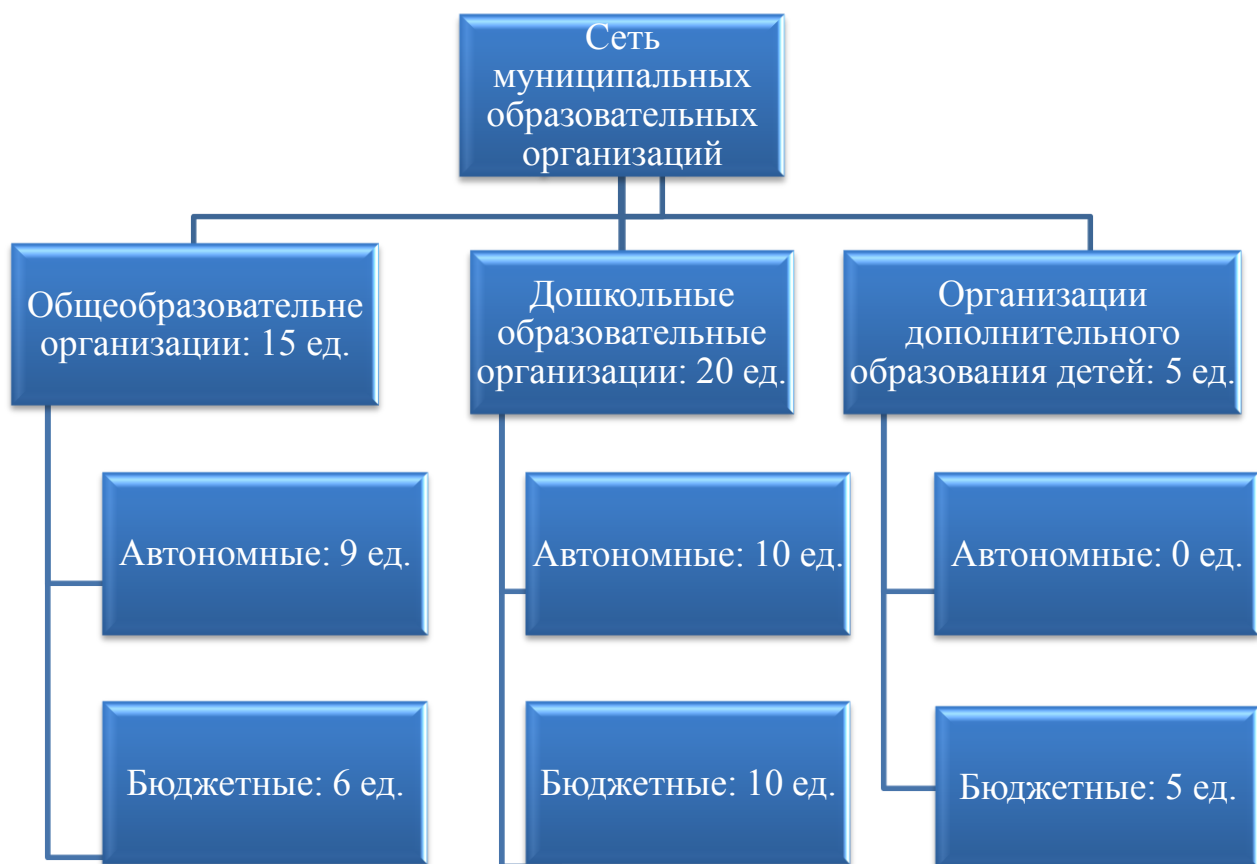 Сеть
муниципальных
образовательных
организаций
Общеобразовательне
организации: 15 ед.
Автономные: 9 ед.
Бюджетные: 6 ед.
Дошкольные
образовательные
организации: 20 ед.
Автономные: 10 ед.
Бюджетные: 10 ед.
Организации
дополнительного
образования детей: 5 ед.
Автономные: 0 ед.
Бюджетные: 5 ед.